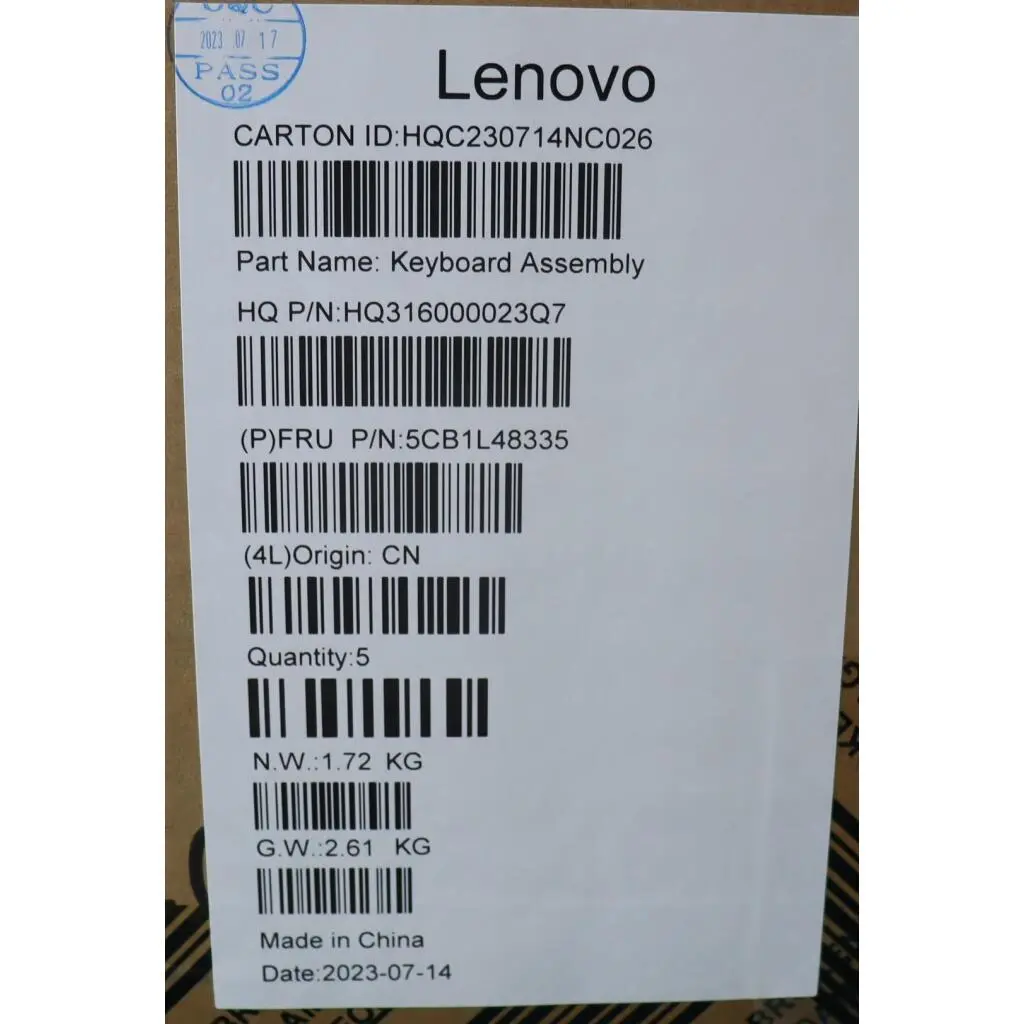 2023 07 17
PASS
02
Lenovo
CARTON ID:HQC230714NC026
Part Name: Keyboard Assembly
HQ P/N:HQ316000023Q7
(P)FRU P/N:5CB1L48335
(4L)Origin: CN
Quantity:5
N.W.:1.72 KG
G.W.:2.61 KG
Made in China
Date:2023-07-14